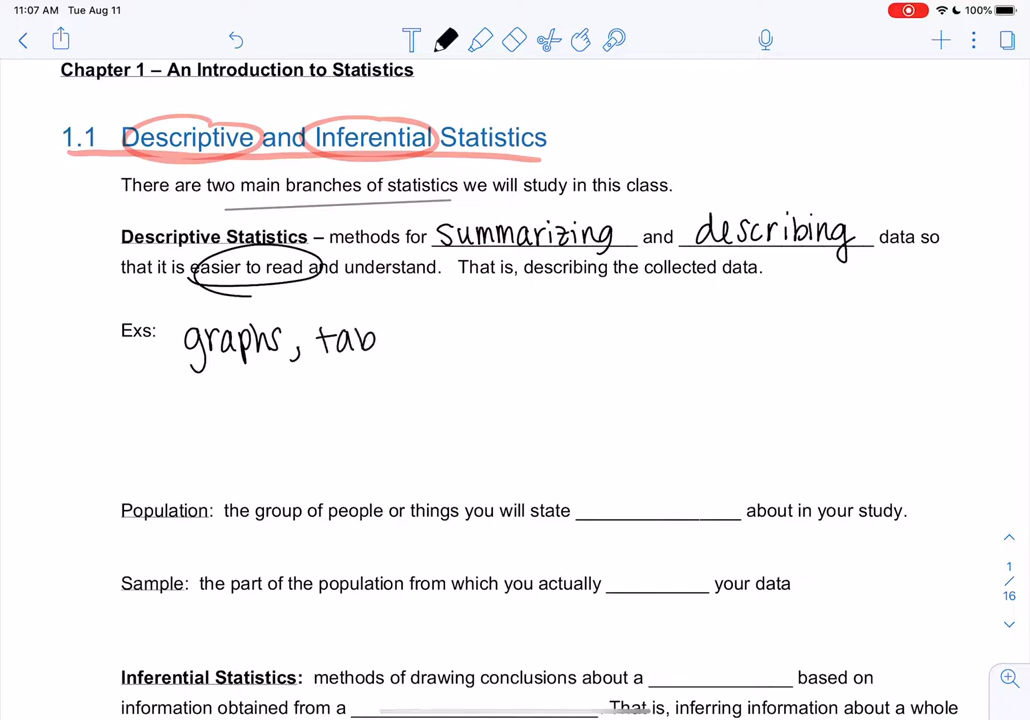 11:07 AM Tue Aug 11 100%
Chapter 1 – An Introduction to Statistics
1.1 Descriptive and Inferential Statistics
There are two main branches of statistics we will study in this class.
Descriptive Statistics – methods for summarizing and describing data so
that it is easier to read and understand. That is, describing the collected data.
Exs: graphs, tab
Population: the group of people or things you will state ____________________ about in your study.
Sample: the part of the population from which you actually ____________ your data
1
/
16
Inferential Statistics: methods of drawing conclusions about a _________________ based on
information obtained from a __________________________. That is, inferring information about a whole